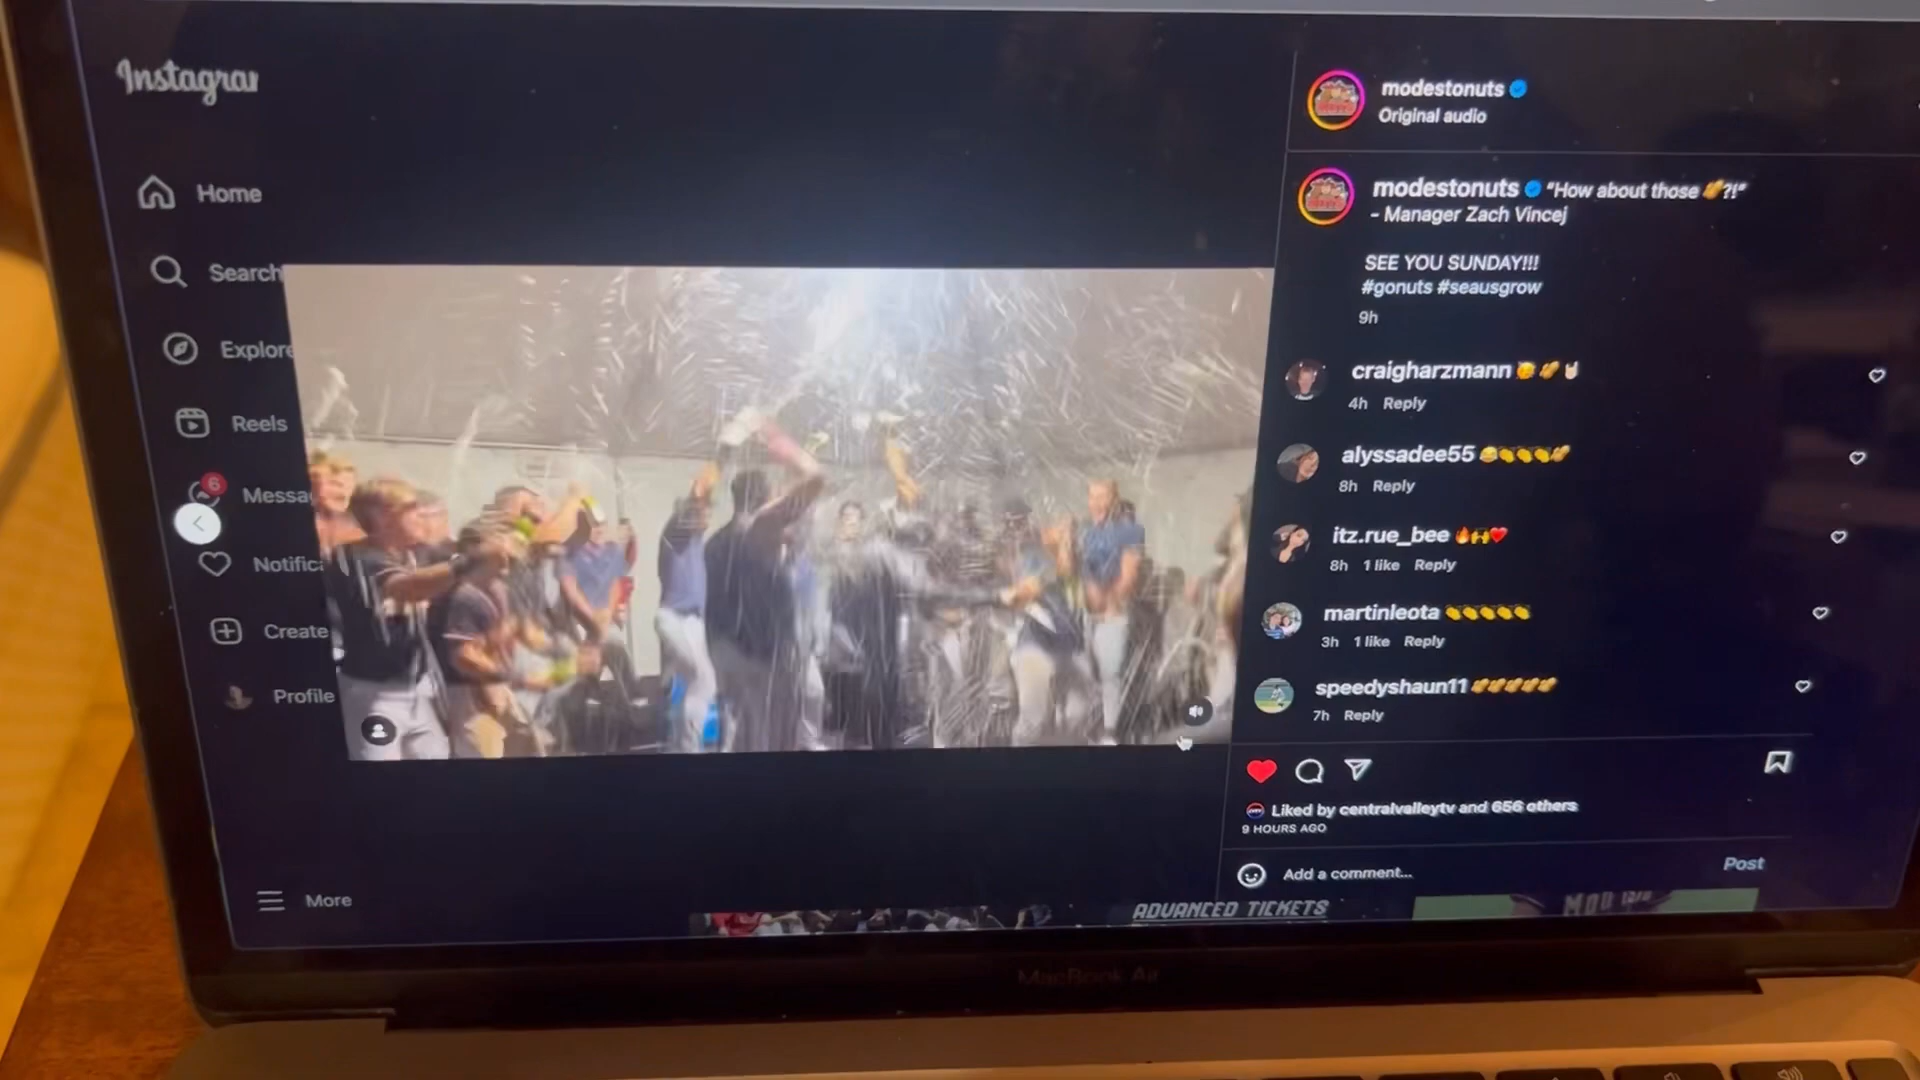 Instagram
Home
Search
Explore
Reels
6
Messa
Notifica
Create
Profile
More
modestonuts
Original audio
modestonuts "How about those 🥜?!"
- Manager Zach Vincej
SEE YOU SUNDAY!!!
#gonuts #seausgrow
9h
craigharzmann 🥳🥜🤘🏻
4h Reply
alyssadee55 😂👏👏👏🥜
8h Reply
itz.rue_bee 🔥🙌❤️
8h 1 like Reply
martinleota 👏👏👏👏👏
3h 1 like Reply
speedyshaun11 🥜🥜🥜🥜🥜
7h Reply
Liked by centralvalleytv and 656 others
9 HOURS AGO
Add a comment...
Post
ADVANCED TICKETS
MacBook Air